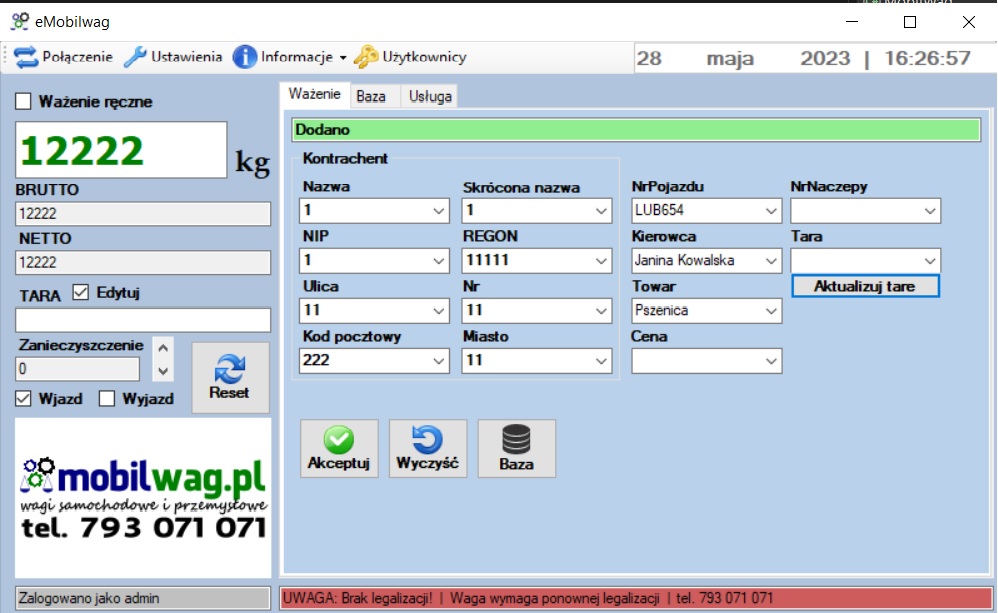 eMobilwag
Połączenie Ustawienia Informacje Użytkownicy
28 maja 2023 | 16:26:57
Ważenie ręczne
12222 kg
BRUTTO
12222
NETTO
12222
TARA Edytuj
Zanieczyszczenie
0
Wjazd Wyjazd
Reset
mobilwag.pl
wagi samochodowe i przemysłowe
tel. 793 071 071
Zalogowano jako admin
Ważenie Baza Usługa
Dodano
Kontrachent
Nazwa Skrócona nazwa NrPojazdu NrNaczepy
1 1 LUB654
NIP REGON Kierowca Tara
1 11111 Janina Kowalska
Ulica Nr Towar Aktualizuj tare
11 11 Pszenica
Kod pocztowy Miasto Cena
222 11
Akceptuj Wyczyść Baza
UWAGA: Brak legalizacji! | Waga wymaga ponownej legalizacji | tel. 793 071 071